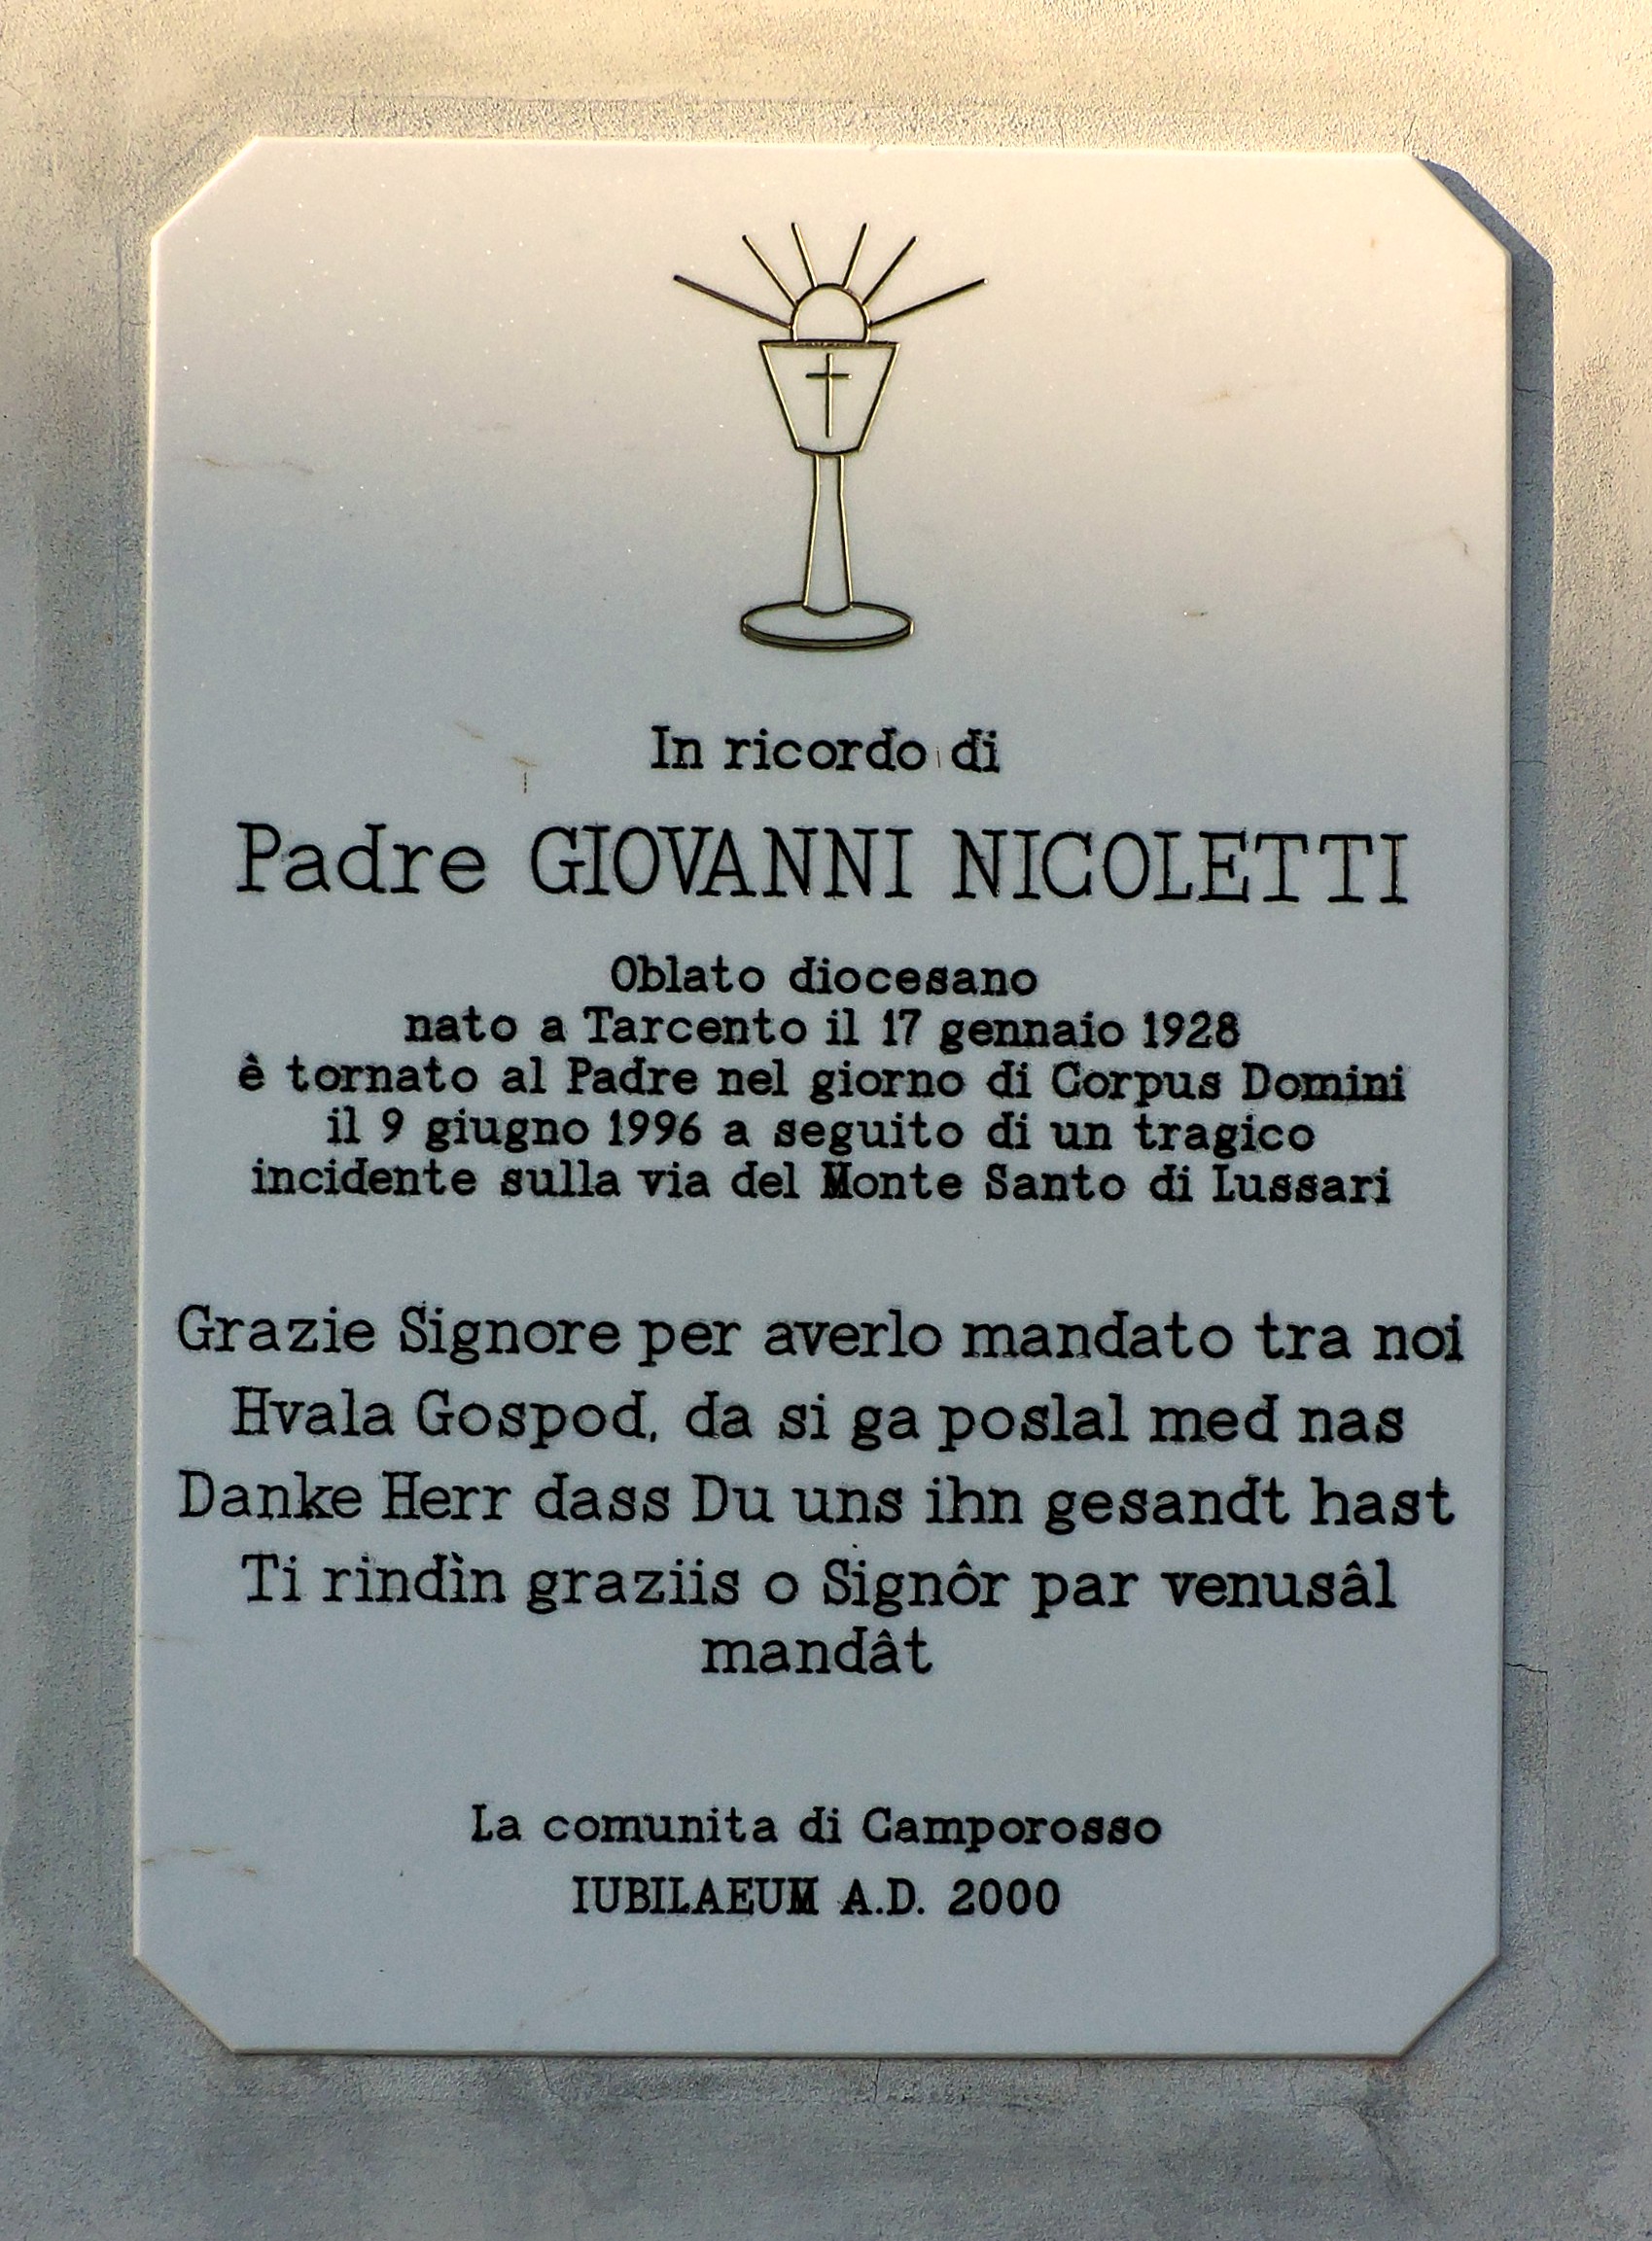 In ricordo di
Padre GIOVANNI NICOLETTI
Oblato diocesano
nato a Tarcento il 17 gennaio 1928
è tornato al Padre nel giorno di Corpus Domini
il 9 giugno 1996 a seguito di un tragico
incidente sulla via del Monte Santo di Lussari
Grazie Signore per averlo mandato tra noi
Hvala Gospod, da si ga poslal med nas
Danke Herr dass Du uns ihn gesandt hast
Ti rindìn graziis o Signôr par venusâl
mandât
La comunita di Camporosso
IUBILAEUM A.D. 2000